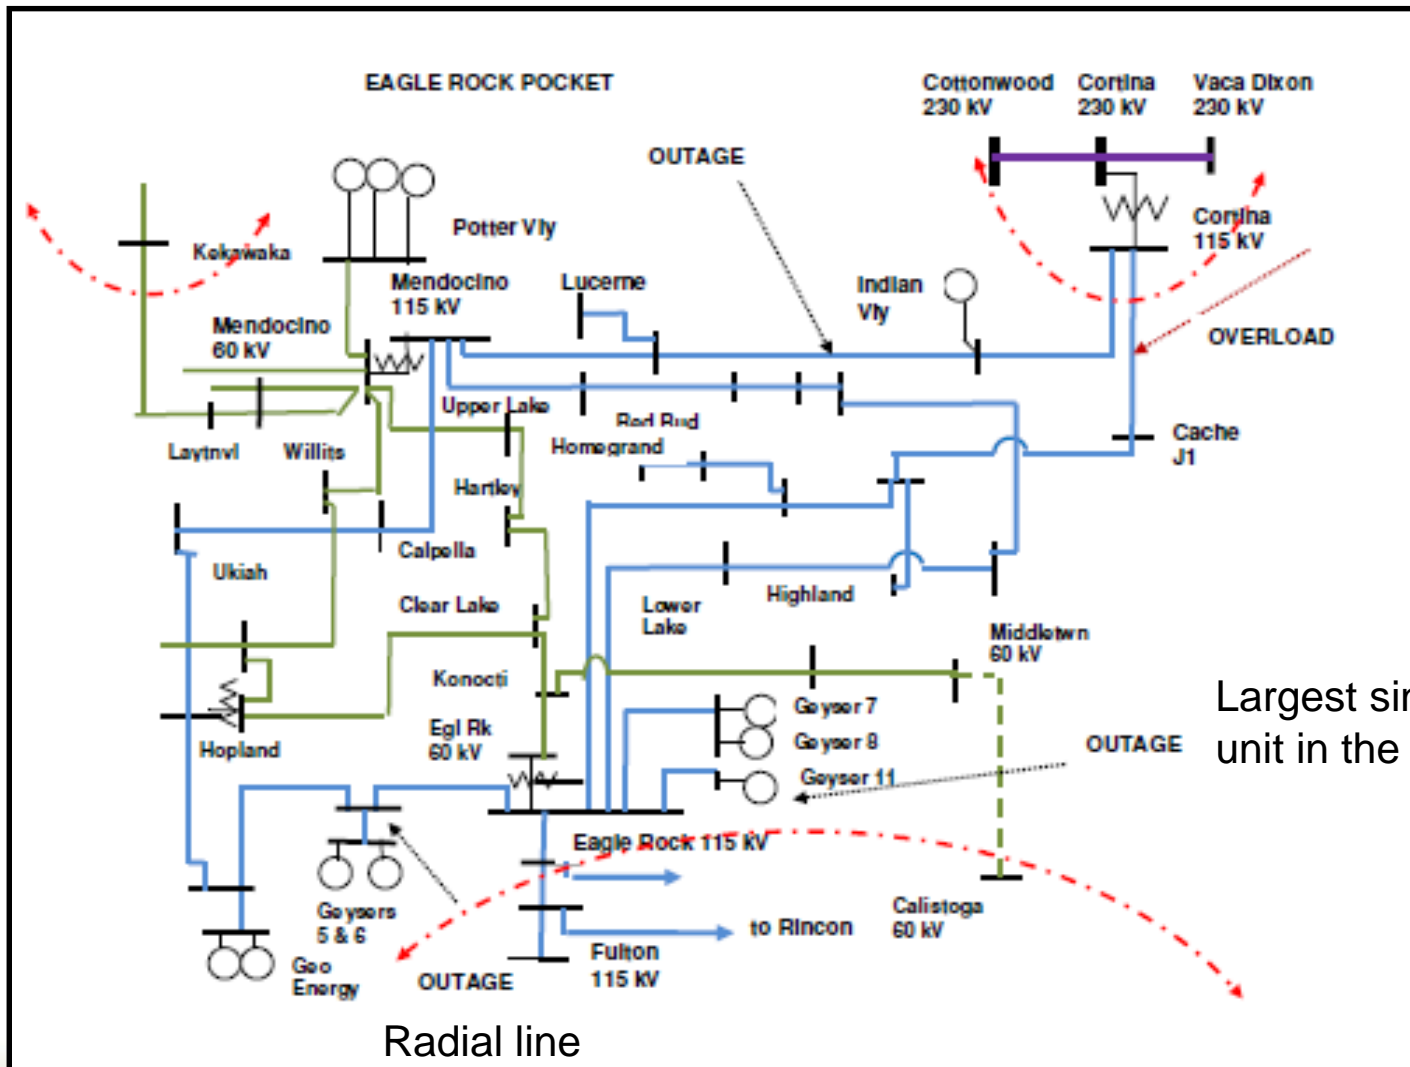 EAGLE ROCK POCKET
Cottonwood
230 kV
Cortina
230 kV
Vaca Dixon
230 kV
OUTAGE
Cortina
115 kV
Kekawaka
Potter Vly
Mendocino
115 kV
Lucerne
Indian
Vly
Mendocino
60 kV
OVERLOAD
Upper Lake
Red Bud
Homegrand
Cache
J1
Laytnvl
Willits
Hartley
Calpella
Ukiah
Clear Lake
Lower
Lake
Highland
Middletwn
60 kV
Konocti
Hopland
Egl Rk
60 kV
Geyser 7
Geyser 8
Geyser 11
OUTAGE
Largest
unit in the
Eagle Rock 115 kV
Geysers
5 & 6
Geo
Energy
OUTAGE
Fulton
115 kV
to Rincon
Calistoga
60 kV
Radial line